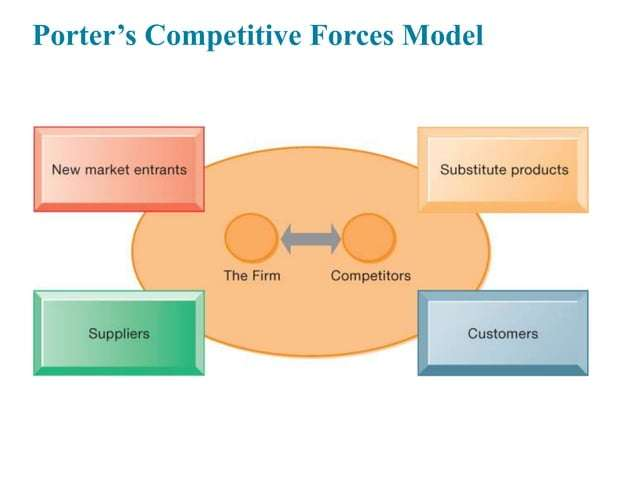 Porter’s Competitive Forces Model
New market entrants
Substitute products
The Firm
Competitors
Suppliers
Customers